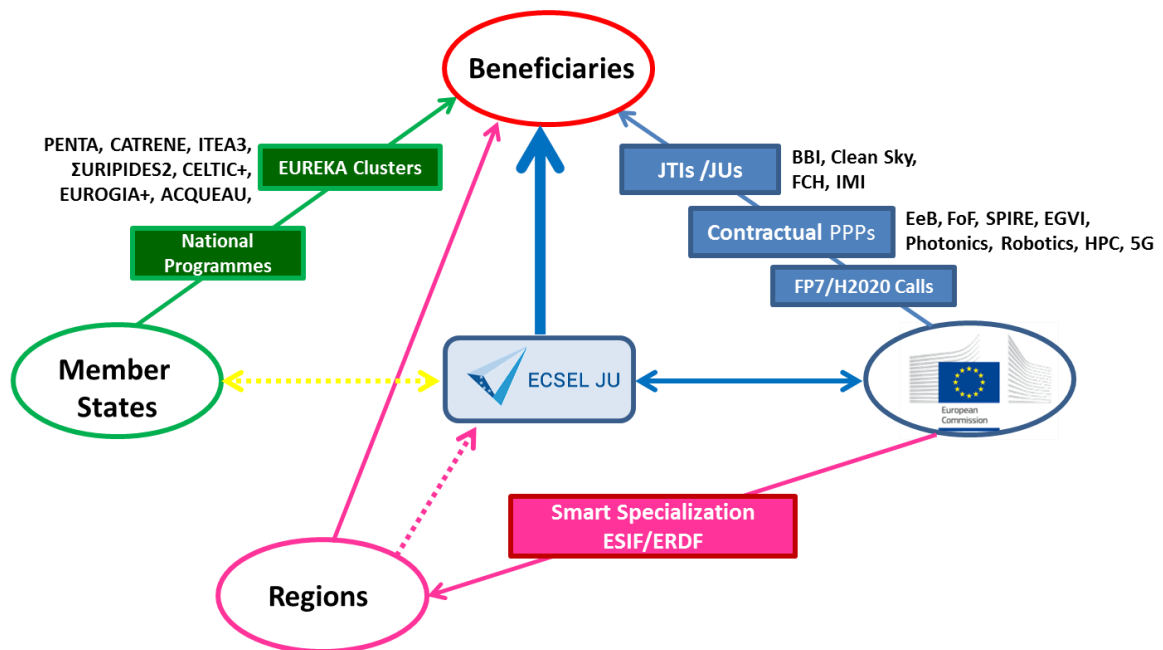 Beneficiaries
PENTA, CATRENE, ITEA3,
ΣURIPIDES2, CELTIC+,
EUROGIA+, ACQUEAU,
EUREKA Clusters
JTIs /JUs
BBI, Clean Sky,
FCH, IMI
National
Programmes
Contractual PPPs
EeB, FoF, SPIRE, EGVI,
Photonics, Robotics, HPC, 5G
FP7/H2020 Calls
Member
States
ECSEL JU
European
Commission
Smart Specialization
ESIF/ERDF
Regions